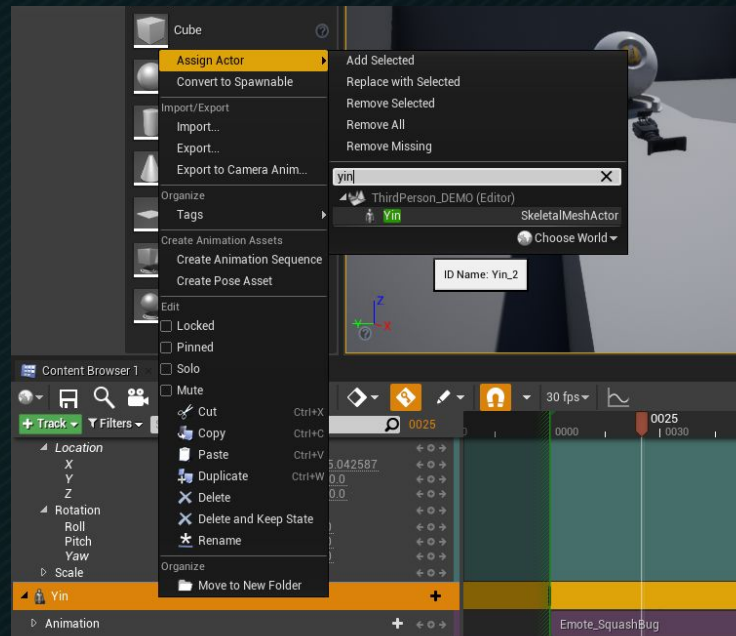 Cube
Assign Actor
Convert to Spawnable
Import/Export
Import...
Export...
Export to Camera Anim...
Organize
Tags
Create Animation Assets
Create Animation Sequence
Create Pose Asset
Edit
Locked
Pinned
Solo
Mute
Cut Ctrl+X
Copy Ctrl+C
Paste Ctrl+V
Duplicate Ctrl+W
Delete
Delete and Keep State
Rename
Organize
Move to New Folder
Add Selected
Replace with Selected
Remove Selected
Remove All
Remove Missing
yin
ThirdPerson_DEMO (Editor)
Yin SkeletalMeshActor
Choose World
ID Name: Yin_2
Z
Y X
Content Browser 1
30 fps
+ Track Filters 0025
0025
0000 0030
Location
X 5.042587
Y 0.0
Z 0.0
Rotation
Roll
Pitch
Yaw
Scale
Yin
Animation
Emote_SquashBug